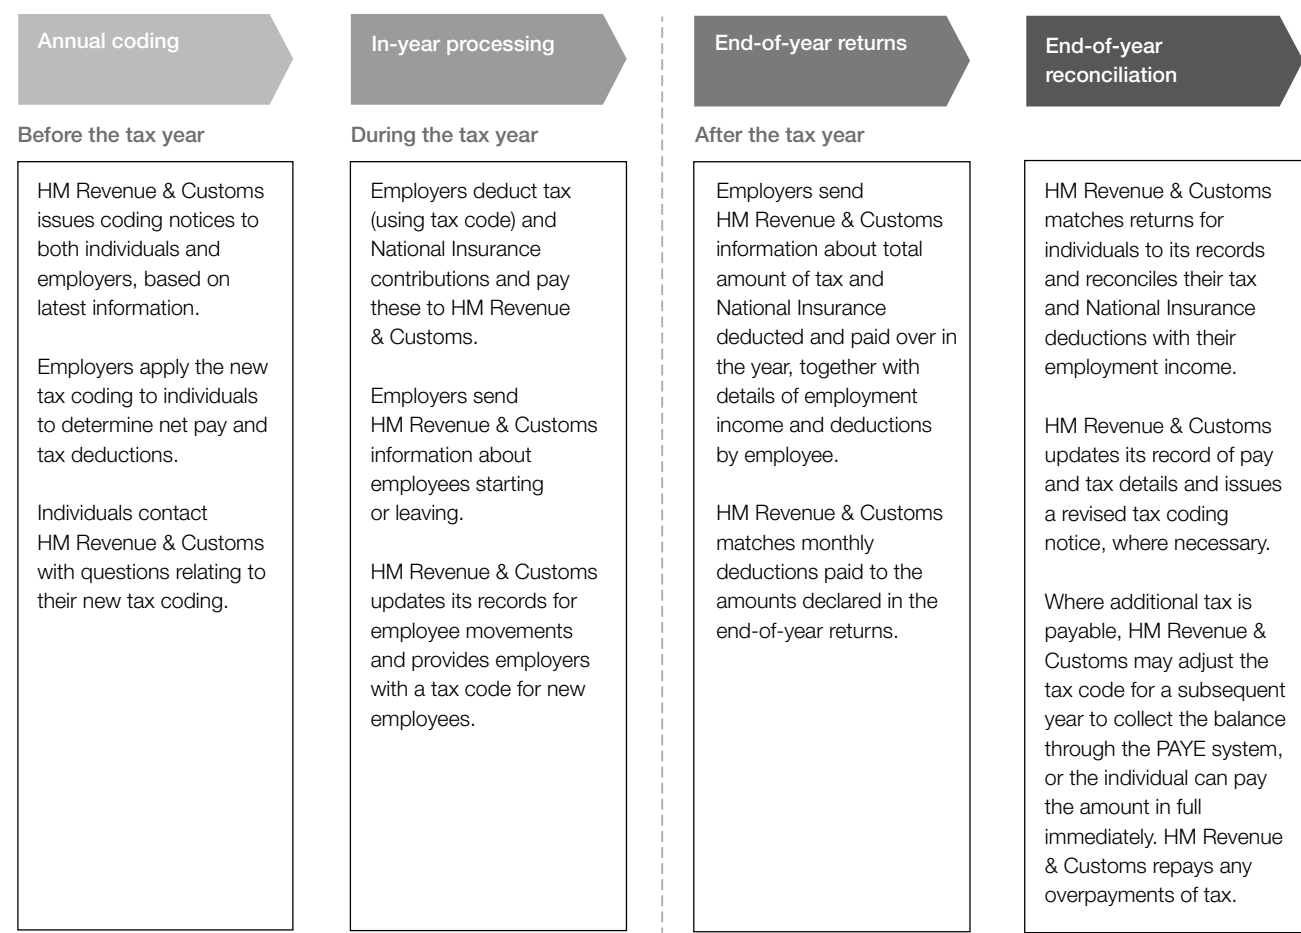 Annual coding
Before the tax year
HM Revenue & Customs
issues coding notices to
both individuals and
employers, based on
latest information.
Employers apply the new
tax coding to individuals
to determine net pay and
tax deductions.
Individuals contact
HM Revenue & Customs
with questions relating to
their new tax coding.
In-year processing
During the tax year
Employers deduct tax
(using tax code) and
National Insurance
contributions and pay
these to HM Revenue
& Customs.
Employers send
HM Revenue & Customs
information about
employees starting
or leaving.
HM Revenue & Customs
updates its records for
employee movements
and provides employers
with a tax code for new
employees.
End-of-year returns
After the tax year
Employers send
HM Revenue & Customs
information about total
amount of tax and
National Insurance
deducted and paid over in
the year, together with
details of employment
income and deductions
by employee.
HM Revenue & Customs
matches monthly
deductions paid to the
amounts declared in the
end-of-year returns.
End-of-year
reconciliation
HM Revenue & Customs
matches returns for
individuals to its records
and reconciles their tax
and National Insurance
deductions with their
employment income.
HM Revenue & Customs
updates its record of pay
and tax details and issues
a revised tax coding
notice, where necessary.
Where additional tax is
payable, HM Revenue &
Customs may adjust the
tax code for a subsequent
year to collect the balance
through the PAYE system,
or the individual can pay
the amount in full
immediately. HM Revenue
& Customs repays any
overpayments of tax.